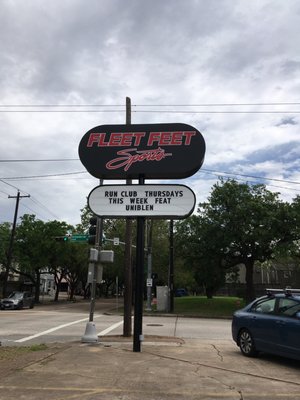 FLEET FEET
Sports
RUN CLUB THURSDAYS
THIS WEEK FEAT
UNIBLEN